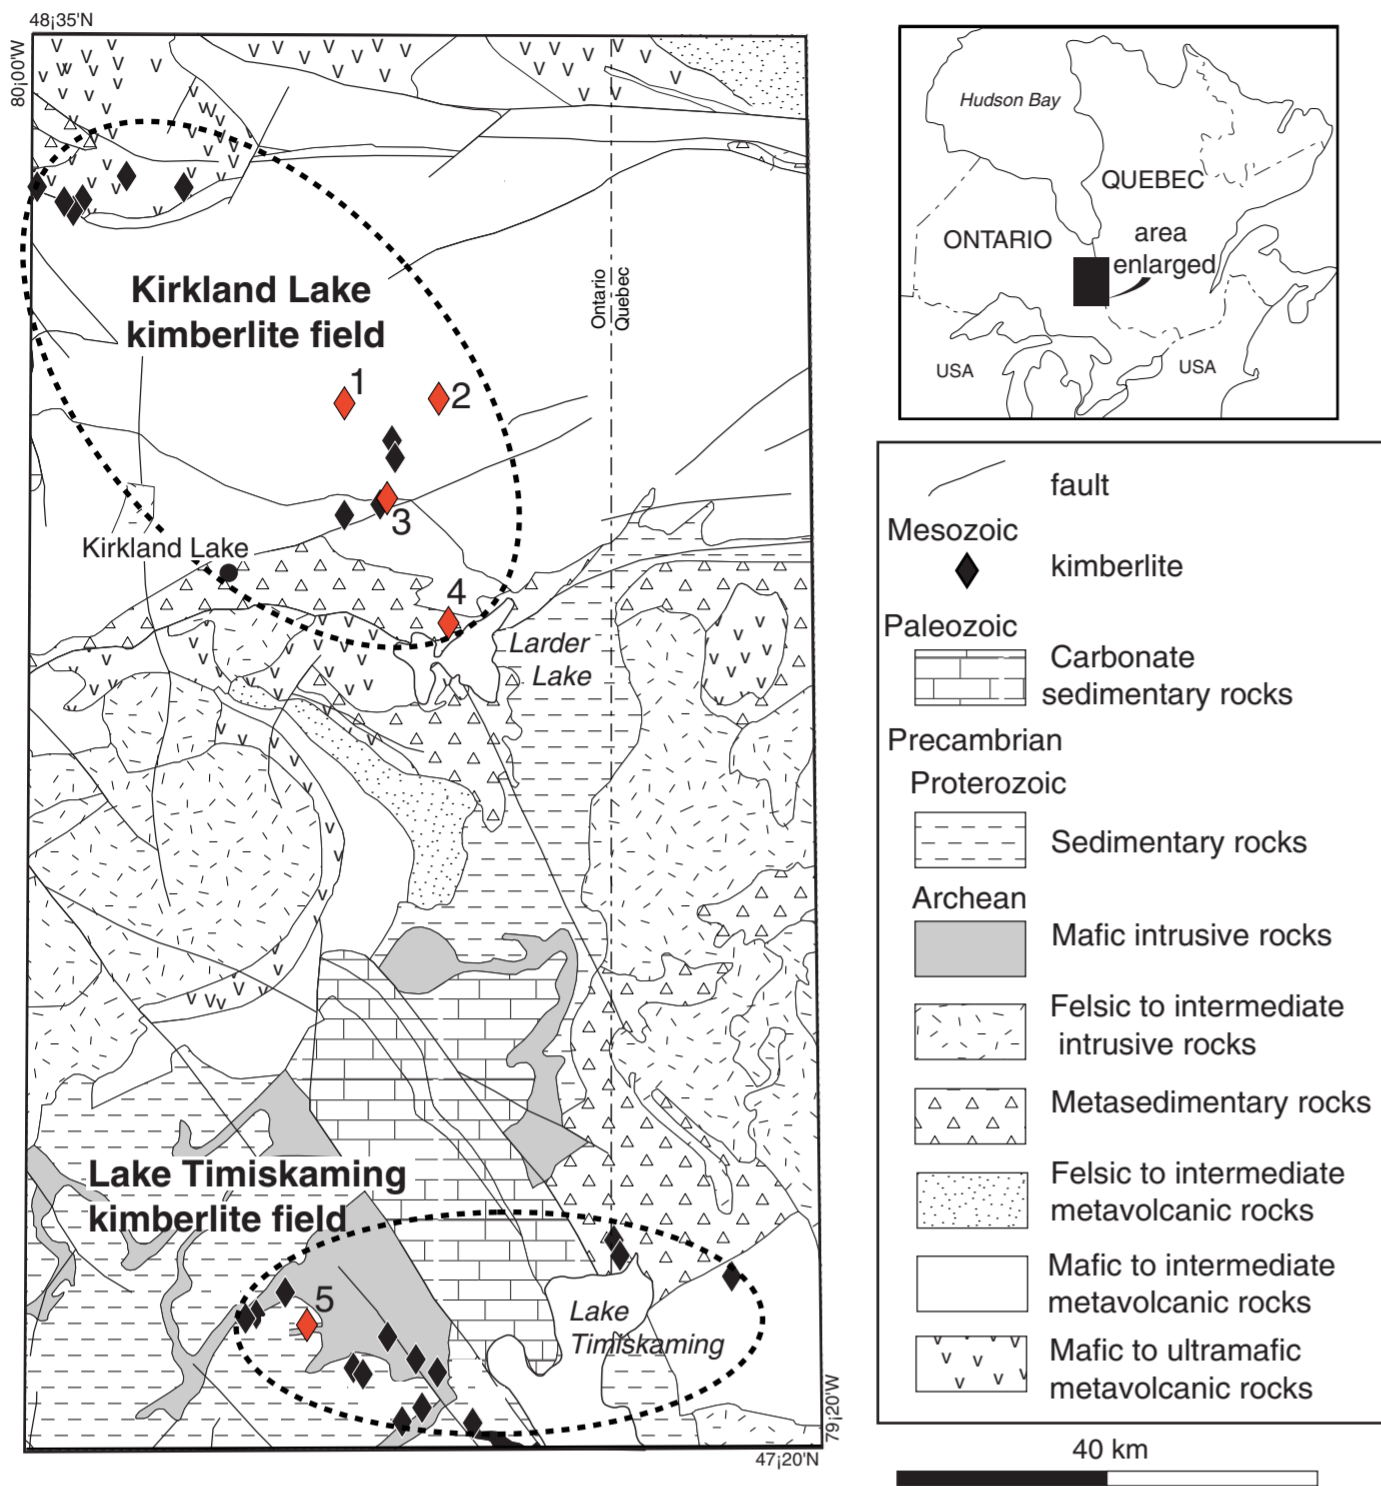 48¡35'N
80¡00'W
Kirkland Lake
kimberlite field
Ontario
Quebec
1
2
3
Kirkland Lake
4
Larder
Lake
Lake Timiskaming
kimberlite field
5
Lake
Timiskaming
79¡20'W
47¡20'N
Hudson Bay
QUEBEC
ONTARIO
area
enlarged
USA
USA
fault
Mesozoic
kimberlite
Paleozoic
Carbonate
sedimentary rocks
Precambrian
Proterozoic
Sedimentary rocks
Archean
Mafic intrusive rocks
Felsic to intermediate
intrusive rocks
Metasedimentary rocks
Felsic to intermediate
metavolcanic rocks
Mafic to intermediate
metavolcanic rocks
Mafic to ultramafic
metavolcanic rocks
40 km